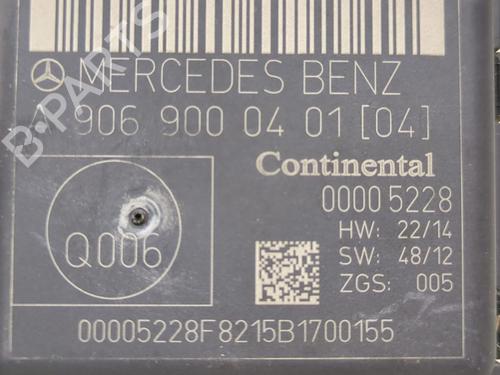 MERCEDES BENZ
A 906 900 04 01 [04]
Continental
0000 5228
HW: 22/14
Q006
SW: 48/12
ZGS: 005
00005228F8215B1700155
B-PARTS